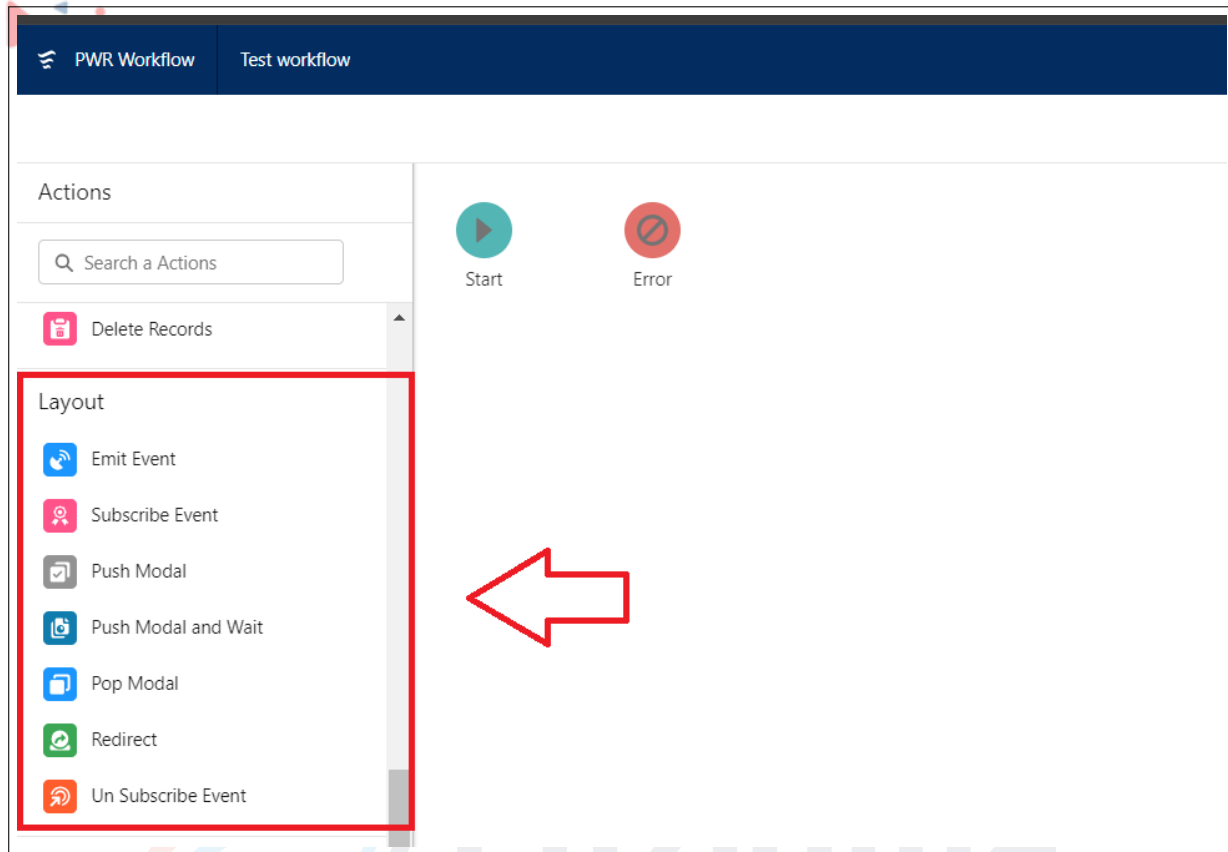 PWR Workflow
Test workflow
Actions
Search a Actions
Start
Error
Delete Records
Layout
Emit Event
Subscribe Event
Push Modal
Push Modal and Wait
Pop Modal
Redirect
Un Subscribe Event